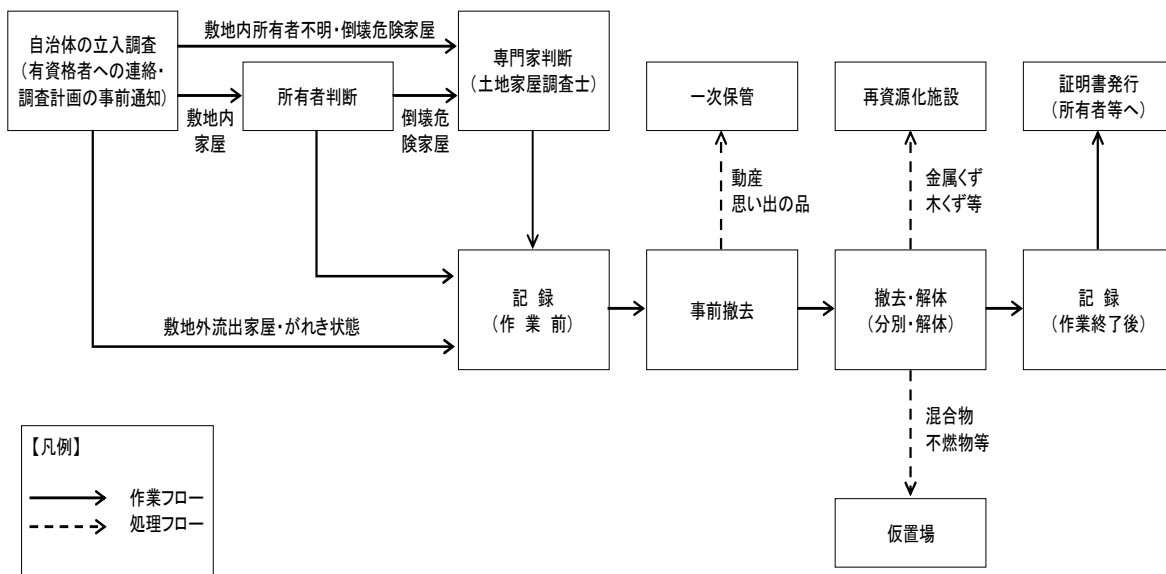 自治体の立入調査
（有資格者への連絡・
調査計画の事前通知）
敷地内所有者不明・倒壊危険家屋
敷地内
家屋
所有者判断
倒壊危
険家屋
専門家判断
（土地家屋調査士）
一次保管
再資源化施設
証明書発行
（所有者等へ）
動産
思い出の品
金属くず
木くず等
敷地外流出家屋・がれき状態
記 録
（作 業 前）
事前撤去
撤去・解体
（分別・解体）
記 録
（作業終了後）
混合物
不燃物等
仮置場
【凡例】
作業フロー
処理フロー